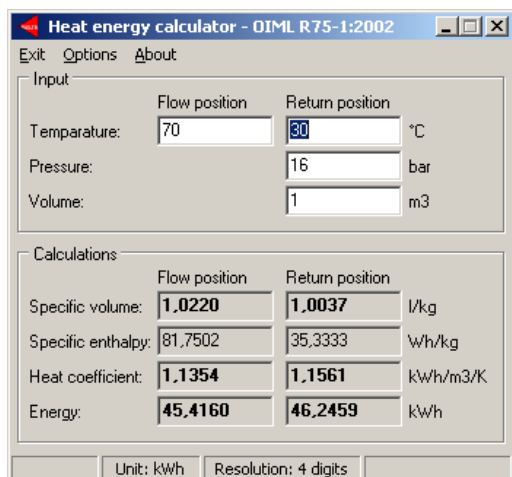 Heat energy calculator - OIML R75-1:2002
Exit Options About
Input
Flow position Return position
Temparature: 70 30 °C
Pressure: 16 bar
Volume: 1 m3
Calculations
Flow position Return position
Specific volume: 1,0220 1,0037 l/kg
Specific enthalpy: 81,7502 35,3333 Wh/kg
Heat coefficient: 1,1354 1,1561 kWh/m3/K
Energy: 45,4160 46,2459 kWh
Unit: kWh Resolution: 4 digits